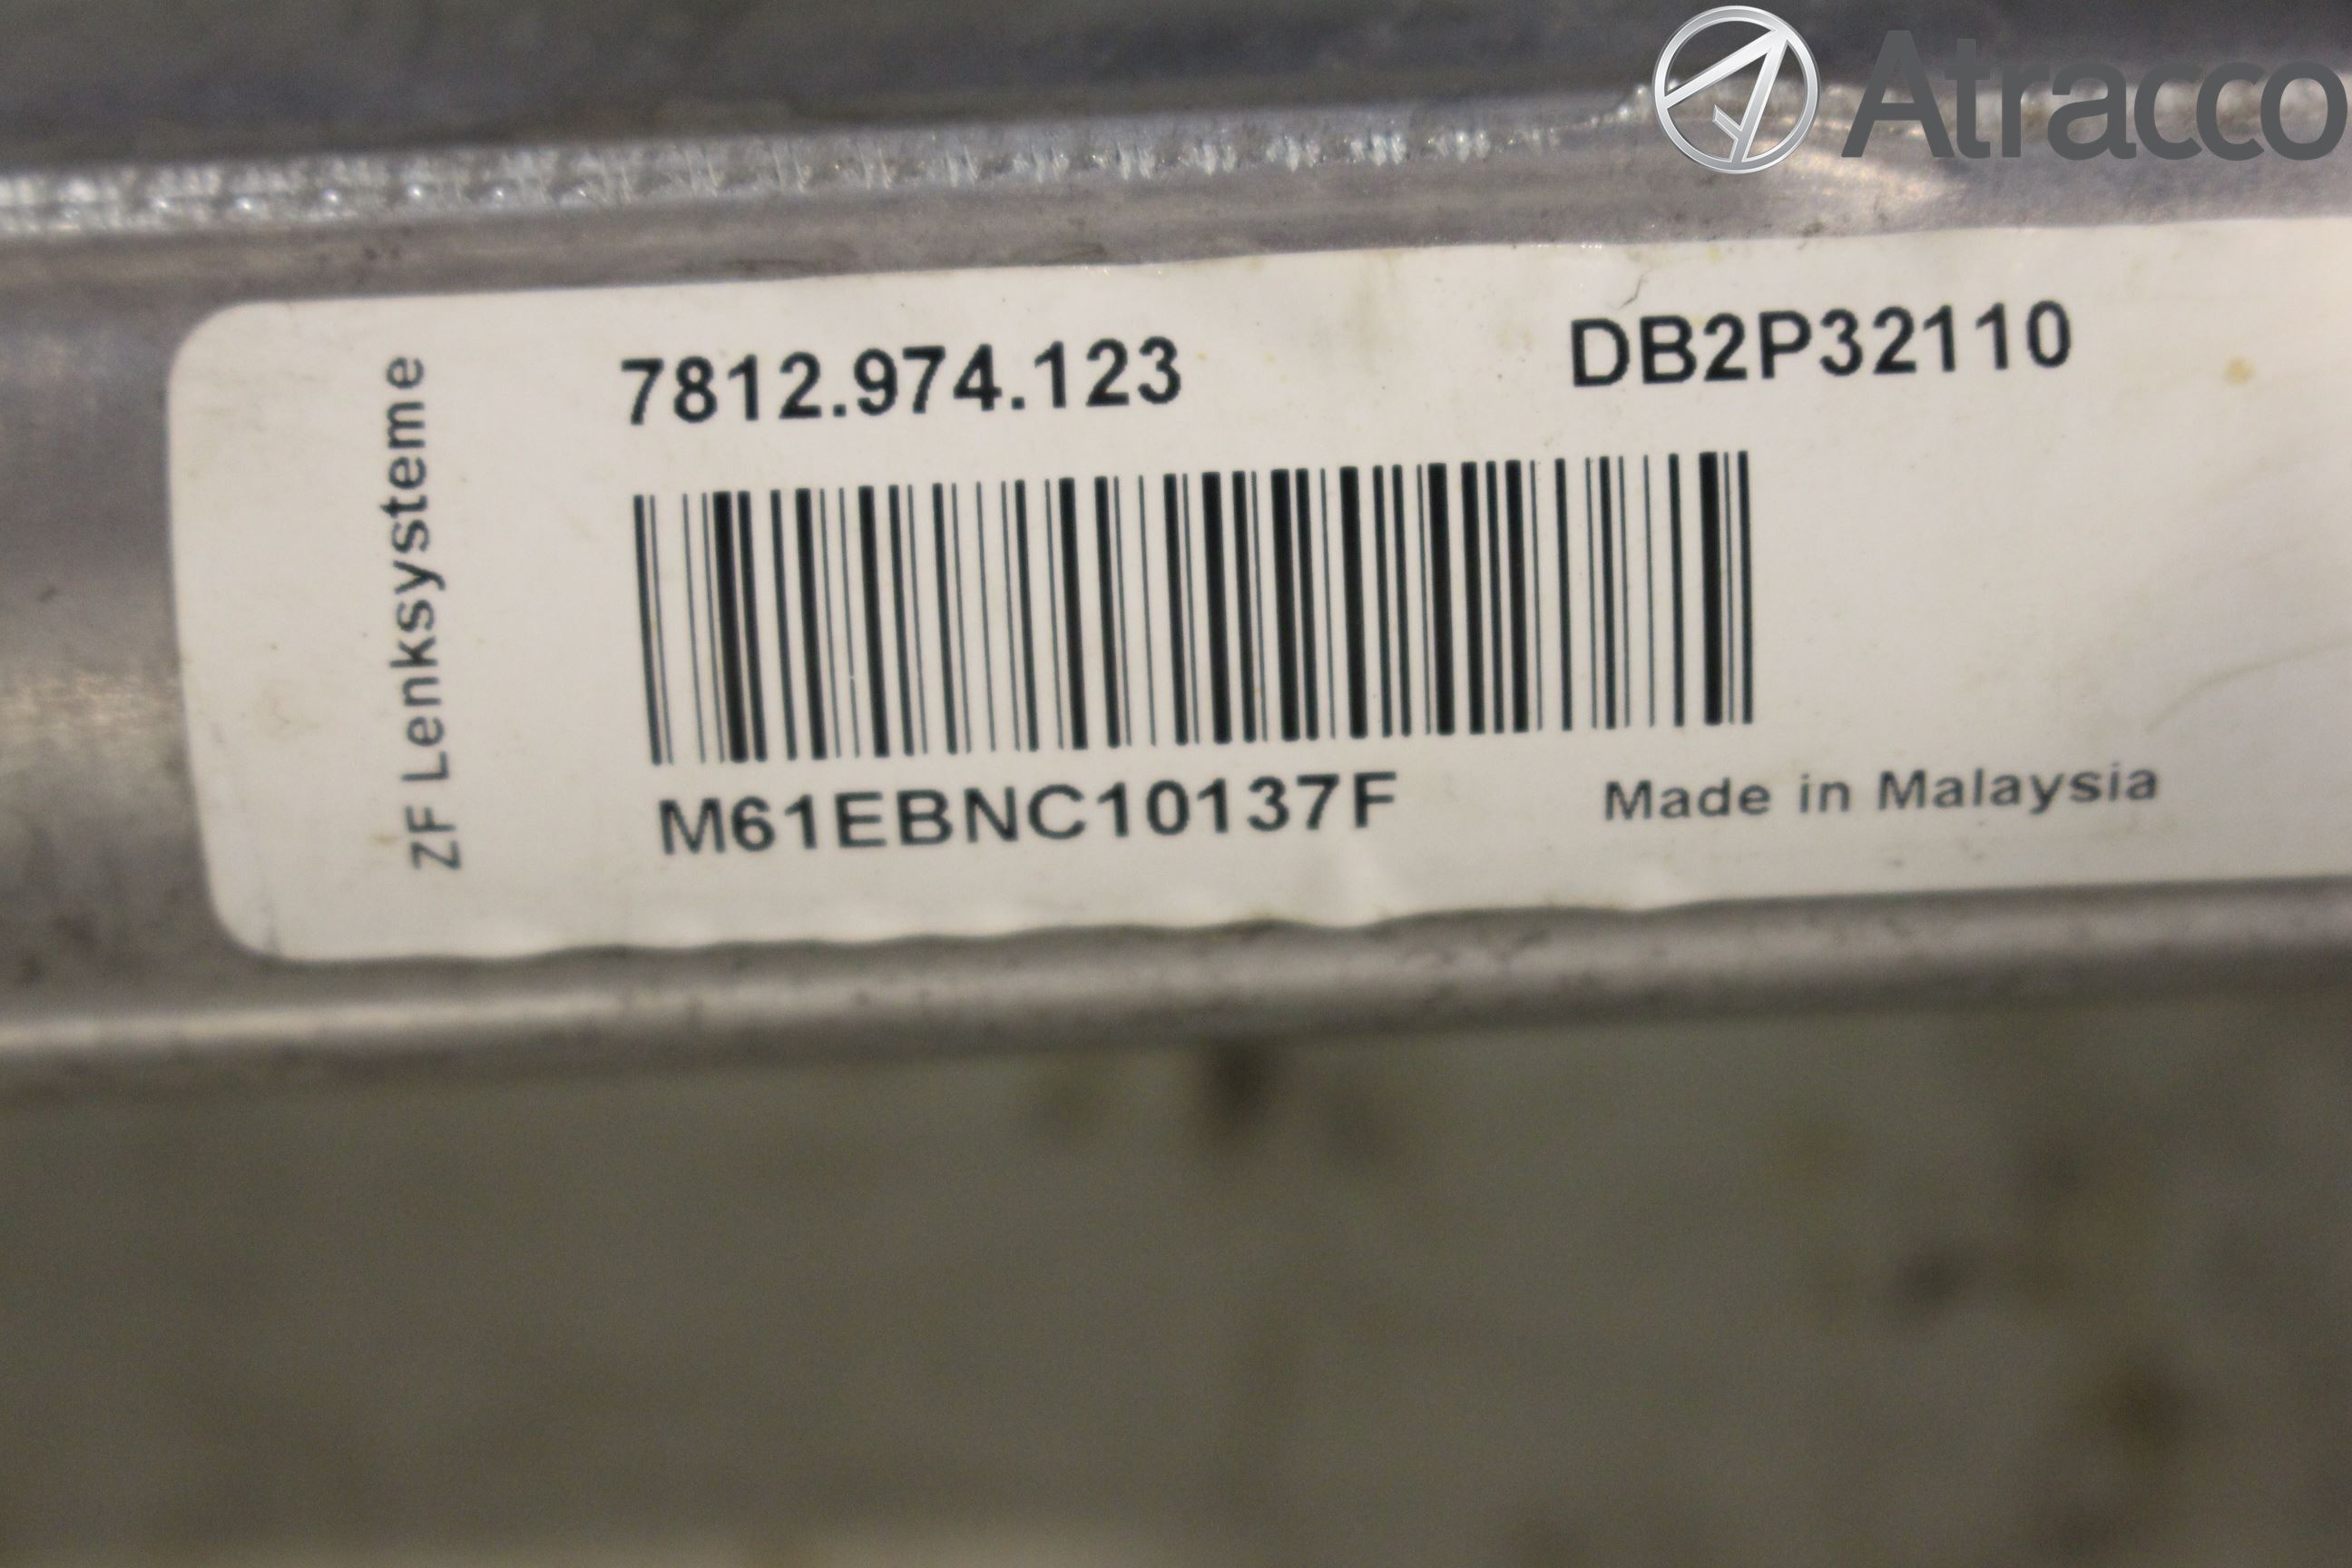 Atracco
ZF Lenksysteme
7812.974.123
DB2P32110
M61EBNC10137F
Made in Malaysia